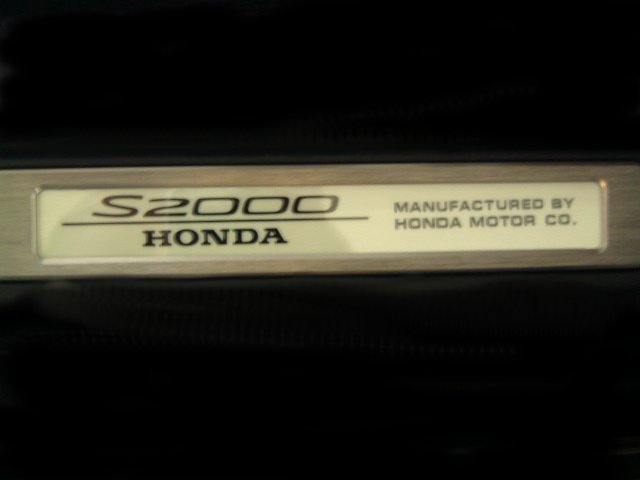 S2000
HONDA
MANUFACTURED BY
HONDA MOTOR CO.